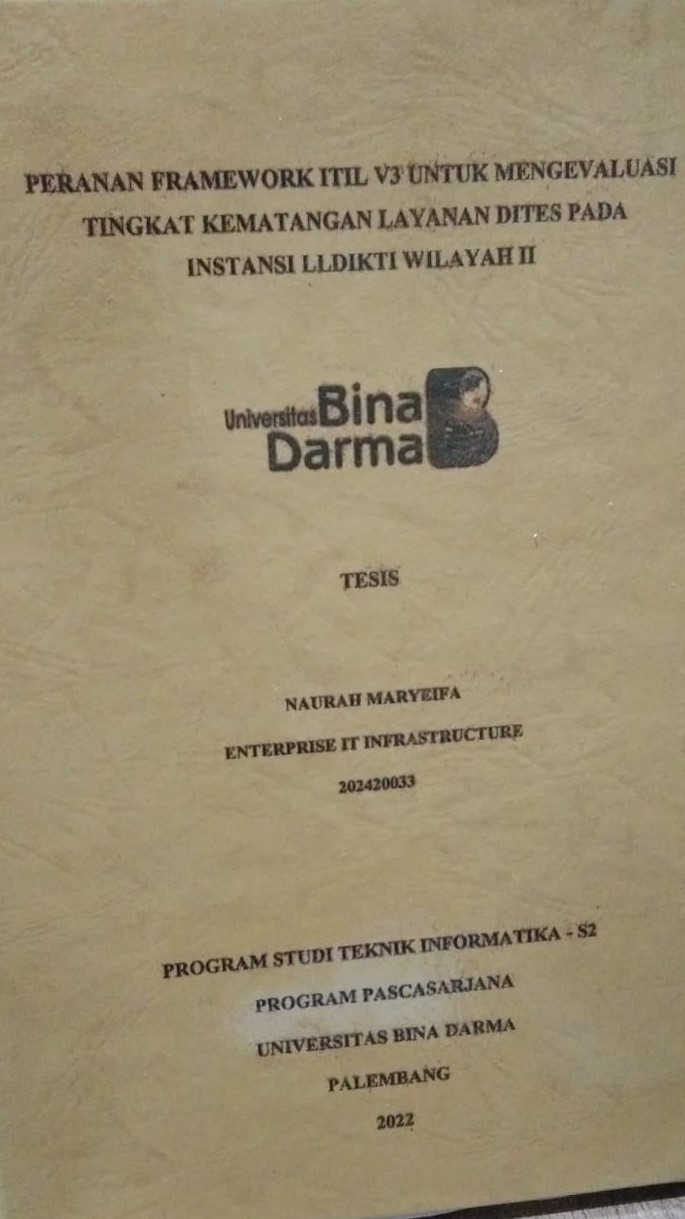 PERANAN FRAMEWORK ITIL V3 UNTUK MENGEVALUASI
TINGKAT KEMATANGAN LAYANAN DITES PADA
INSTANSI LLDIKTI WILAYAH II
Universitas Bina
Darma
TESIS
NAURAH MARYEIFA
ENTERPRISE IT INFRASTRUCTURE
202420033
PROGRAM STUDI TEKNIK INFORMATIKA - S2
PROGRAM PASCASARJANA
UNIVERSITAS BINA DARMA
PALEMBANG
2022